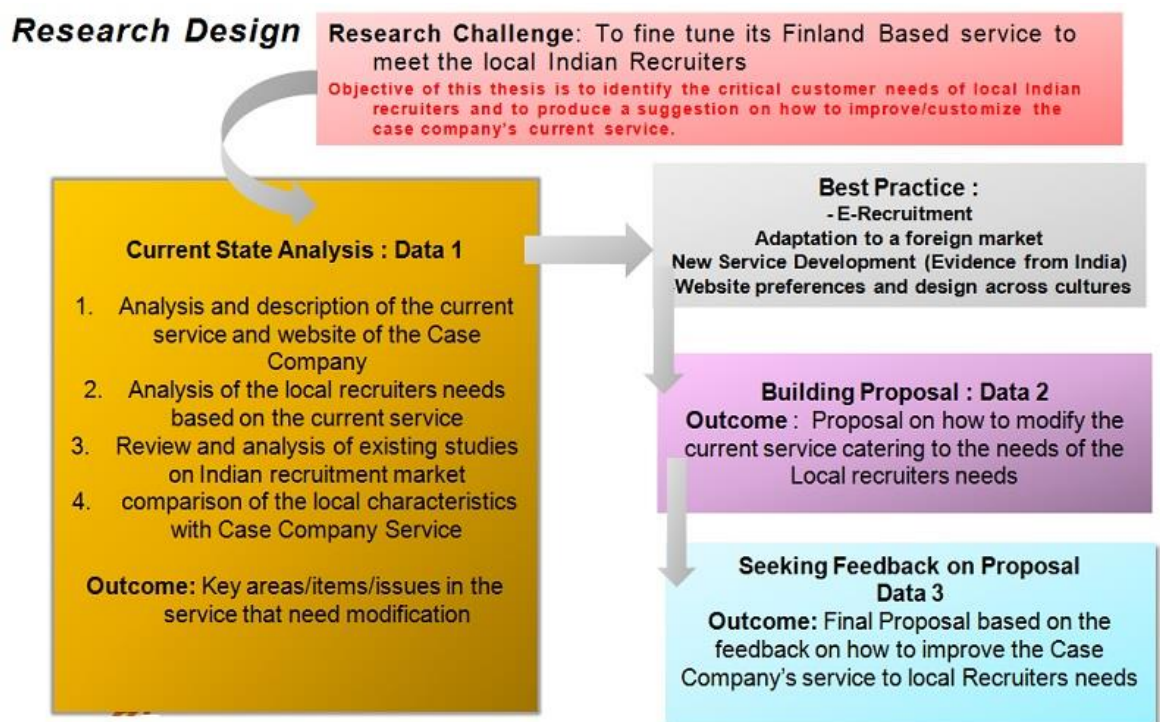 Research Design
Research Challenge: To fine tune its Finland Based service to
meet the local Indian Recruiters
Objective of this thesis is to identify the critical customer needs of local Indian
recruiters and to produce a suggestion on how to improve/customize the
case company's current service.
Current State Analysis : Data 1
1. Analysis and description of the current
service and website of the Case
Company
2. Analysis of the local recruiters needs
based on the current service
3. Review and analysis of existing studies
on Indian recruitment market
4. comparison of the local characteristics
with Case Company Service
Outcome: Key areas/items/issues in the
service that need modification
Best Practice :
- E-Recruitment
Adaptation to a foreign market
New Service Development (Evidence from India)
Website preferences and design across cultures
Building Proposal : Data 2
Outcome : Proposal on how to modify the
current service catering to the needs of the
Local recruiters needs
Seeking Feedback on Proposal
Data 3
Outcome: Final Proposal based on the
feedback on how to improve the Case
Company's service to local Recruiters needs